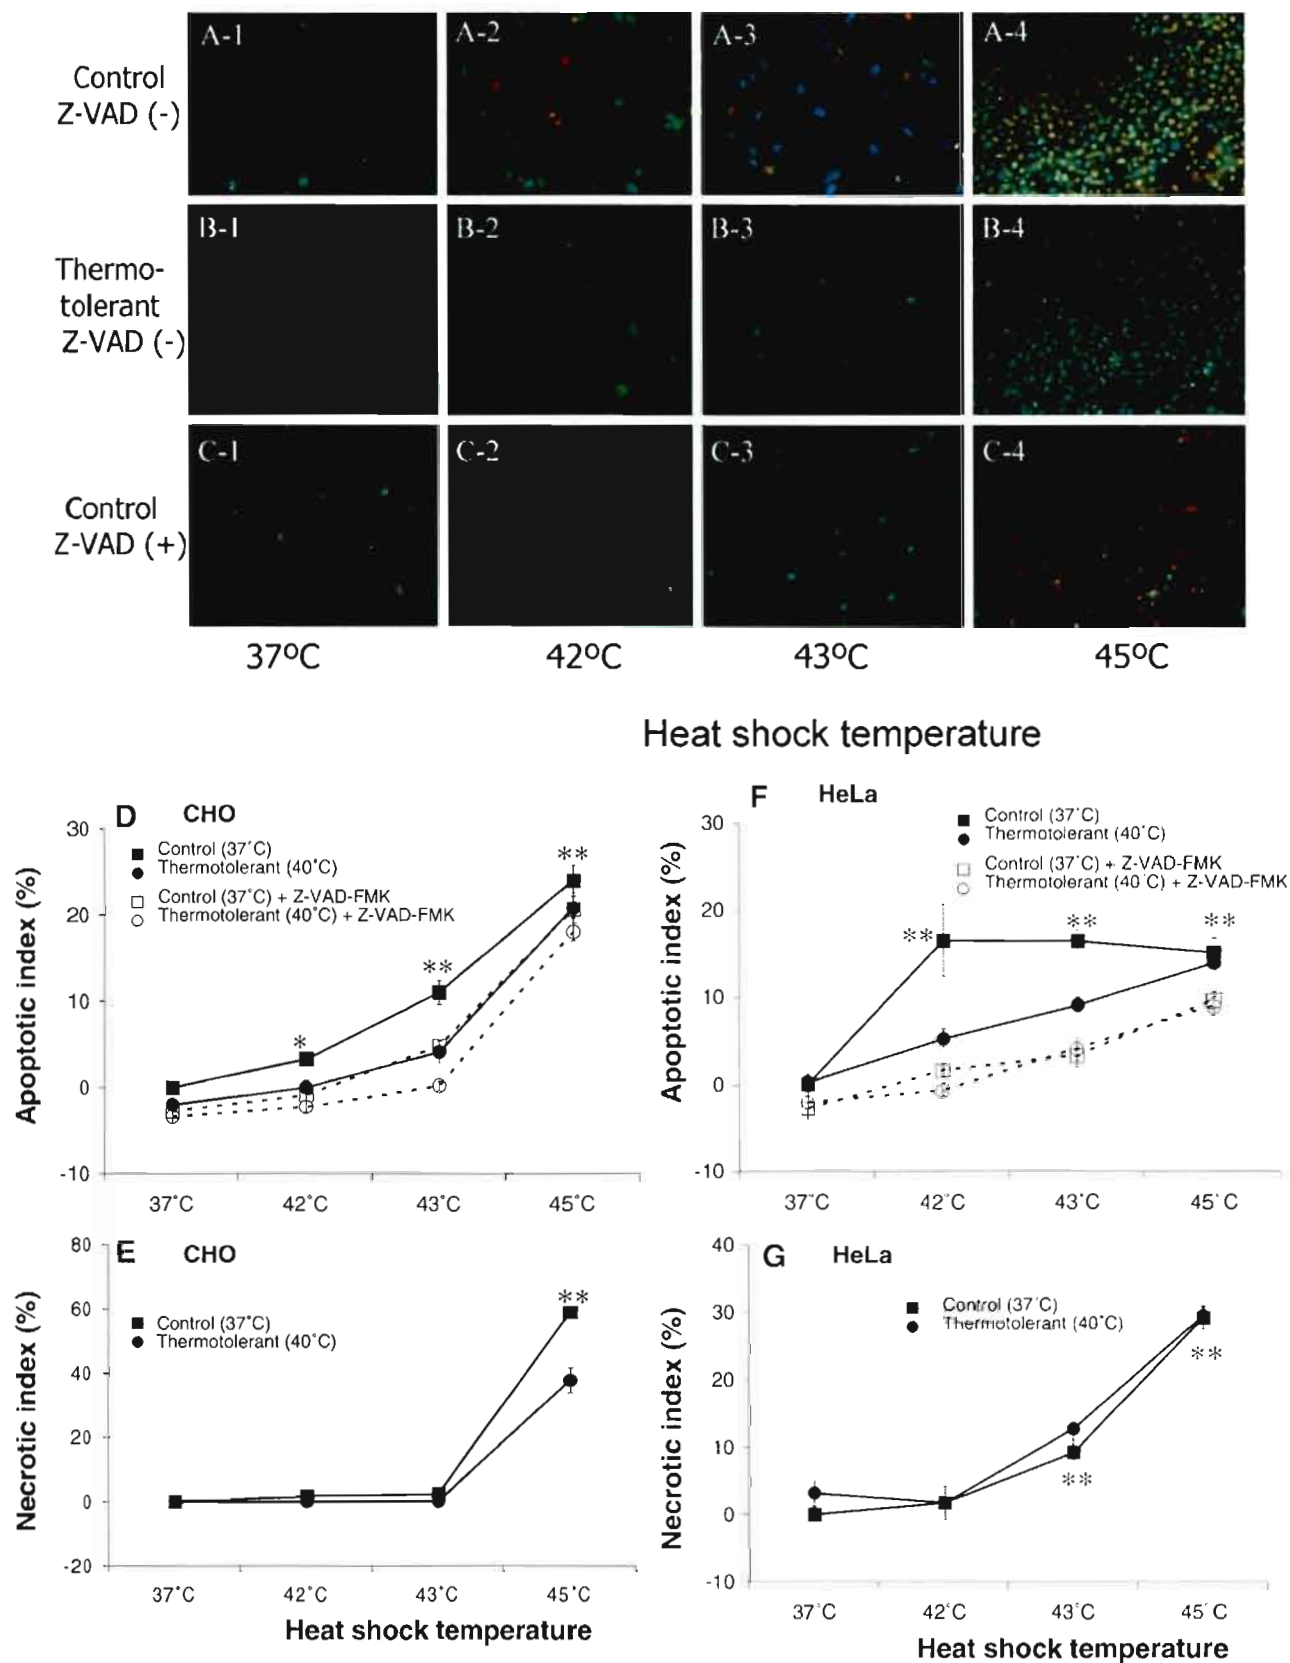 A-1
A-2
A-3
A-4
Control
Z-VAD (-)
B-1
B-2
B-3
B-4
Thermo-
tolerant
Z-VAD (-)
C-1
C-2
C-3
C-4
Control
Z-VAD (+)
37°C
42°C
43°C
45°C
Heat shock temperature
D CHO
Control (37°C)
Thermotolerant (40°C)
Control (37°C) + Z-VAD-FMK
Thermotolerant (40°C) + Z-VAD-FMK
Apoptotic index (%)
30
20
10
0
-10
*
**
**
37°C
42°C
43°C
45°C
F HeLa
Control (37°C)
Thermotolerant (40°C)
Control (37°C) + Z-VAD-FMK
Thermotolerant (40°C) + Z-VAD-FMK
Apoptotic index (%)
30
20
10
0
-10
**
**
**
37°C
42°C
43°C
45°C
E CHO
Control (37°C)
Thermotolerant (40°C)
Necrotic index (%)
80
60
40
20
0
-20
**
37°C
42°C
43°C
45°C
Heat shock temperature
G HeLa
Control (37°C)
Thermotolerant (40°C)
Necrotic index (%)
40
30
20
10
0
-10
**
**
37°C
42°C
43°C
45°C
Heat shock temperature